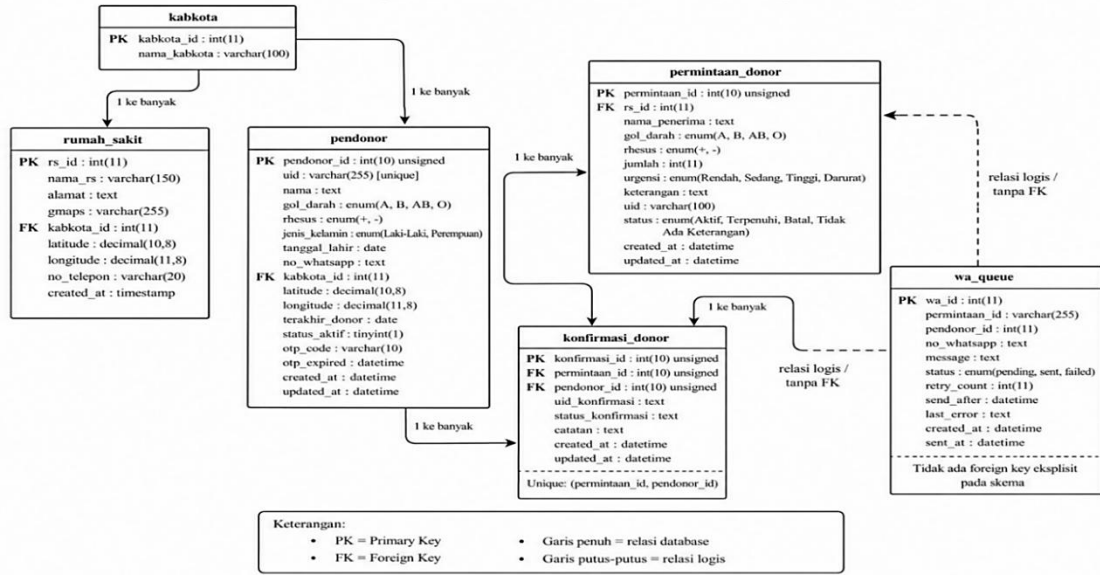 kabkota
PK kabkota_id : int(11)
nama_kabkota : varchar(100)
1 ke banyak
1 ke banyak
rumah_sakit
PK rs_id : int(11)
nama_rs : varchar(150)
alamat : text
gmaps : varchar(255)
FK kabkota_id : int(11)
latitude : decimal(10,8)
longitude : decimal(11,8)
no_telepon : varchar(20)
created_at : timestamp
pendonor
PK pendonor_id : int(10) unsigned
uid : varchar(255) [unique]
nama : text
gol_darah : enum(A, B, AB, O)
rhesus : enum(+, -)
jenis_kelamin : enum(Laki-Laki, Perempuan)
tanggal_lahir : date
no_whatsapp : text
FK kabkota_id : int(11)
latitude : decimal(10,8)
longitude : decimal(11,8)
terakhir_donor : date
status_aktif : tinyint(1)
otp_code : varchar(10)
otp_expired : datetime
created_at : datetime
updated_at : datetime
1 ke banyak
1 ke banyak
permintaan_donor
PK permintaan_id : int(10) unsigned
FK rs_id : int(11)
nama_penerima : text
gol_darah : enum(A, B, AB, O)
rhesus : enum(+, -)
jumlah : int(11)
urgensi : enum(Rendah, Sedang, Tinggi, Darurat)
keterangan : text
uid : varchar(100)
status : enum(Aktif, Terpenuhi, Batal, Tidak
Ada Keterangan)
created_at : datetime
updated_at : datetime
relasi logis /
tanpa FK
1 ke banyak
relasi logis /
tanpa FK
konfirmasi_donor
PK konfirmasi_id : int(10) unsigned
FK permintaan_id : int(10) unsigned
FK pendonor_id : int(10) unsigned
uid_konfirmasi : text
status_konfirmasi : text
catatan : text
created_at : datetime
updated_at : datetime
Unique: (permintaan_id, pendonor_id)
wa_queue
PK wa_id : int(11)
permintaan_id : varchar(255)
pendonor_id : int(11)
no_whatsapp : text
message : text
status : enum(pending, sent, failed)
retry_count : int(11)
send_after : datetime
last_error : text
created_at : datetime
sent_at : datetime
Tidak ada foreign key eksplisit
pada skema
Keterangan:
• PK = Primary Key
• FK = Foreign Key
• Garis penuh = relasi database
• Garis putus-putus = relasi logis